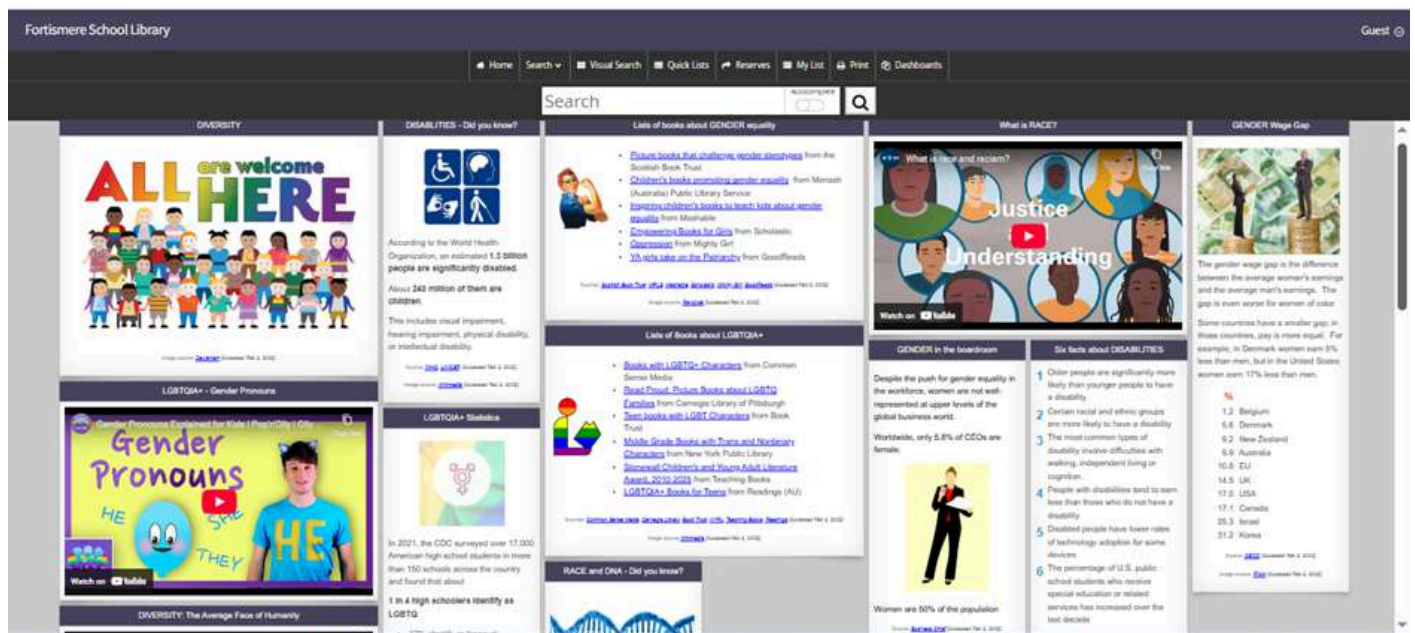 Fortismere School Library
Guest
Home
Search
Visual Search
Quick Lists
Reserves
My List
Print
Dashboards
Search
Autocomplete
DIVERSITY
ALL are welcome
HERE
LGBTQIA+ - Gender Pronouns
Gender Pronouns Explained for Kids | Pop'n'Olly | Olly
Gender
Pronouns
HE
SHE
THEY
HE
Watch on YouTube
DIVERSITY: The Average Face of Humanity
DISABLITIES - Did you know?
According to the World Health
Organization, an estimated 1.3 billion
people are significantly disabled.
About 240 million of them are
children.
This includes visual impairment,
hearing impairment, physical disability,
or intellectual disability.
LGBTQIA+ Statistics
In 2021, the CDC surveyed over 17,000
American high school students in more
than 150 schools across the country
and found that about
1 in 4 high schoolers identify as
LGBTQ
Lists of books about GENDER equality
Picture books that challenge gender sterotypes from the
Scottish Book Trust
Children's books promoting gender equality from Monash
(Australia) Public Library Service
Inspiring children's books to teach kids about gender
equality from Mashable
Empowering Books for Girls from Scholastic
Oppression from Mighty Girl
YA girls take on the Patriarchy from GoodReads
Lists of Books about LGBTQIA+
Books with LGBTQ+ Characters from Common
Sense Media
Read Proud: Picture Books about LGBTQ
Families from Carnegie Library of Pittsburgh
Teen books with LGBT Characters from Book
Trust
Middle Grade Books with Trans and Nonbinary
Characters from New York Public Library
Stonewall Children's and Young Adult Literature
Award, 2010-2025 from Teaching Books
LGBTQIA+ Books for Teens from Readings (AU)
RACE and DNA - Did you know?
What is RACE?
What is race and racism?
Justice
Understanding
Watch on YouTube
GENDER in the boardroom
Despite the push for gender equality in
the workforce, women are not well-
represented at upper levels of the
global business world.
Worldwide, only 5.8% of CEOs are
female.
Women are 50% of the population
Six facts about DISABILITIES
1 Older people are significantly more
likely than younger people to have
a disability
2 Certain racial and ethnic groups
are more likely to have a disability
3 The most common types of
disability involve difficulties with
walking, independent living or
cognition.
4 People with disabilities tend to earn
less than those who do not have a
disability
5 Disabled people have lower rates
of technology adoption for some
devices
6 The percentage of U.S. public
school students who receive
special education or related
services has increased over the
last decade
GENDER Wage Gap
The gender wage gap is the difference
between the average women's earnings
and the average man's earnings. The
gap is even worse for women of color
Some countries have a smaller gap; in
those countries, pay is more equal. For
example, in Denmark women earn 5%
less than men, but in the United States
women earn 17% less than men.
%
1.2 Belgium
5.6 Denmark
9.2 New Zealand
9.9 Australia
10.6 EU
14.5 UK
17.0 USA
17.1 Canada
25.3 Israel
31.2 Korea